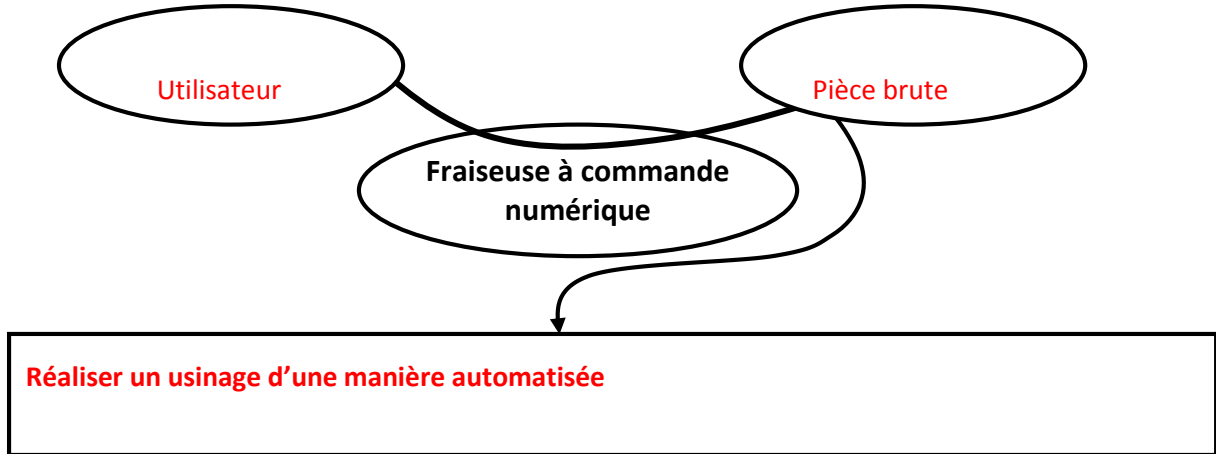 Utilisateur
Pièce brute
Fraiseuse à commande
numérique
Réaliser un usinage d’une manière automatisée